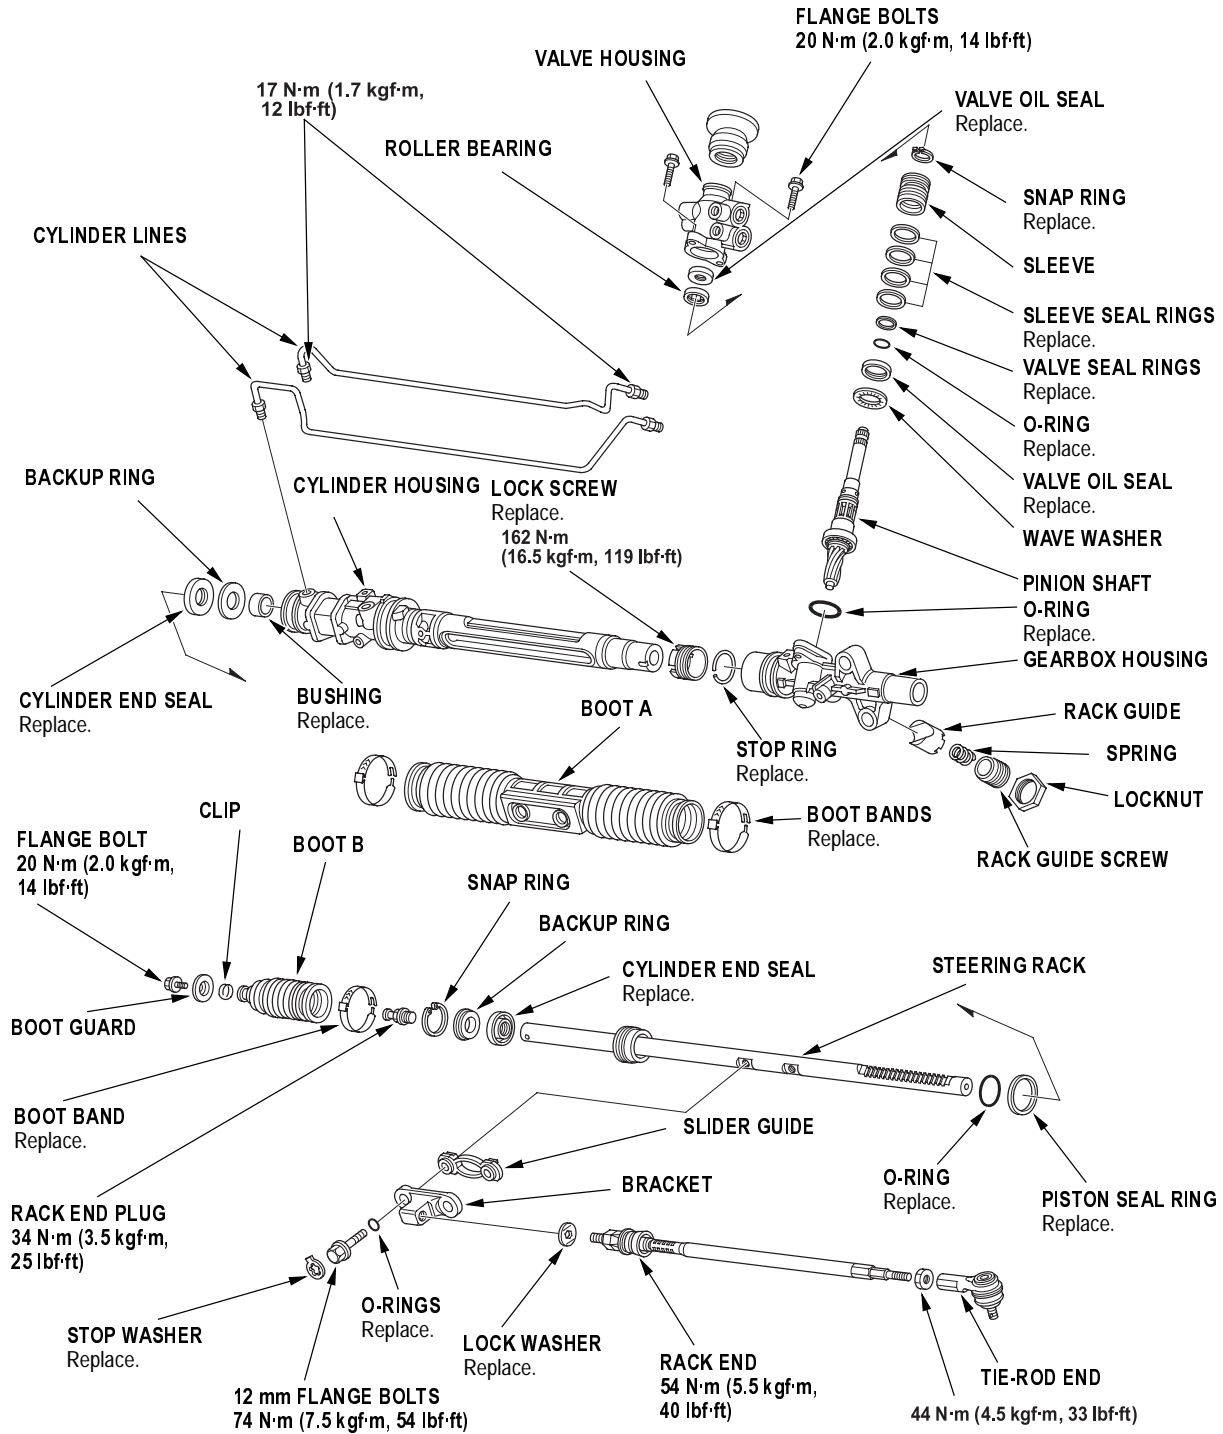 FLANGE BOLTS
20 N·m (2.0 kgf·m, 14 lbf·ft)
VALVE HOUSING
17 N·m (1.7 kgf·m,
12 lbf·ft)
VALVE OIL SEAL
Replace.
ROLLER BEARING
SNAP RING
Replace.
CYLINDER LINES
SLEEVE
SLEEVE SEAL RINGS
Replace.
VALVE SEAL RINGS
Replace.
O-RING
Replace.
VALVE OIL SEAL
Replace.
WAVE WASHER
BACKUP RING
CYLINDER HOUSING
LOCK SCREW
Replace.
162 N·m
(16.5 kgf·m, 119 lbf·ft)
PINION SHAFT
O-RING
Replace.
GEARBOX HOUSING
CYLINDER END SEAL
Replace.
BUSHING
Replace.
BOOT A
STOP RING
Replace.
RACK GUIDE
SPRING
LOCKNUT
BOOT BANDS
Replace.
RACK GUIDE SCREW
CLIP
FLANGE BOLT
20 N·m (2.0 kgf·m,
14 lbf·ft)
BOOT B
SNAP RING
BACKUP RING
CYLINDER END SEAL
Replace.
STEERING RACK
BOOT GUARD
BOOT BAND
Replace.
SLIDER GUIDE
BRACKET
O-RING
Replace.
PISTON SEAL RING
Replace.
RACK END PLUG
34 N·m (3.5 kgf·m,
25 lbf·ft)
STOP WASHER
Replace.
O-RINGS
Replace.
LOCK WASHER
Replace.
RACK END
54 N·m (5.5 kgf·m,
40 lbf·ft)
TIE-ROD END
44 N·m (4.5 kgf·m, 33 lbf·ft)
12 mm FLANGE BOLTS
74 N·m (7.5 kgf·m, 54 lbf·ft)